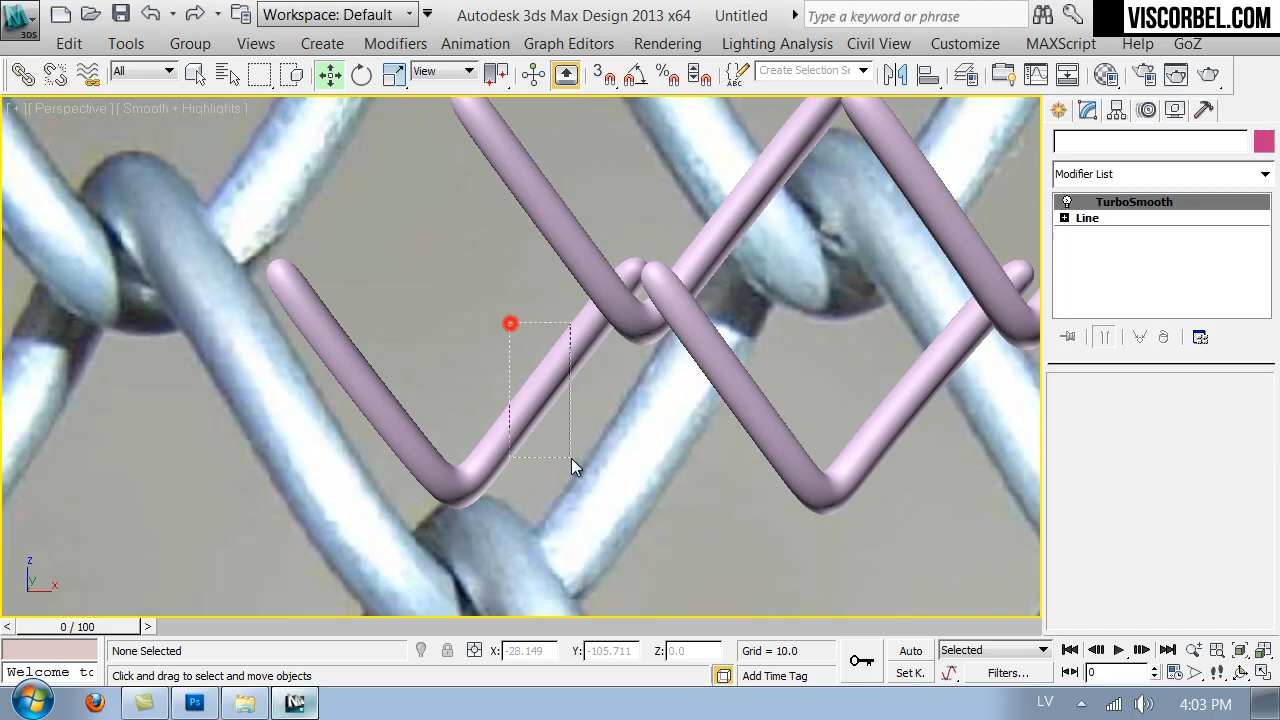 3DS
Workspace: Default
Autodesk 3ds Max Design 2013 x64
Untitled
Type a keyword or phrase
VISCORBEL.COM
Edit Tools Group Views Create Modifiers Animation Graph Editors Rendering Lighting Analysis Civil View Customize MAXScript Help GoZ
All
View
3
ABC
Create Selection Se
[ + ] [ Perspective ] [ Smooth + Highlights ]
Modifier List
TurboSmooth
Line
z
y
x
< 0 / 100 >
None Selected
X: -28.149
Y: -105.711
Z: 0.0
Grid = 10.0
Auto
Selected
Welcome to
Click and drag to select and move objects
Add Time Tag
Set K.
Filters...
0
Ps
LV
4:03 PM